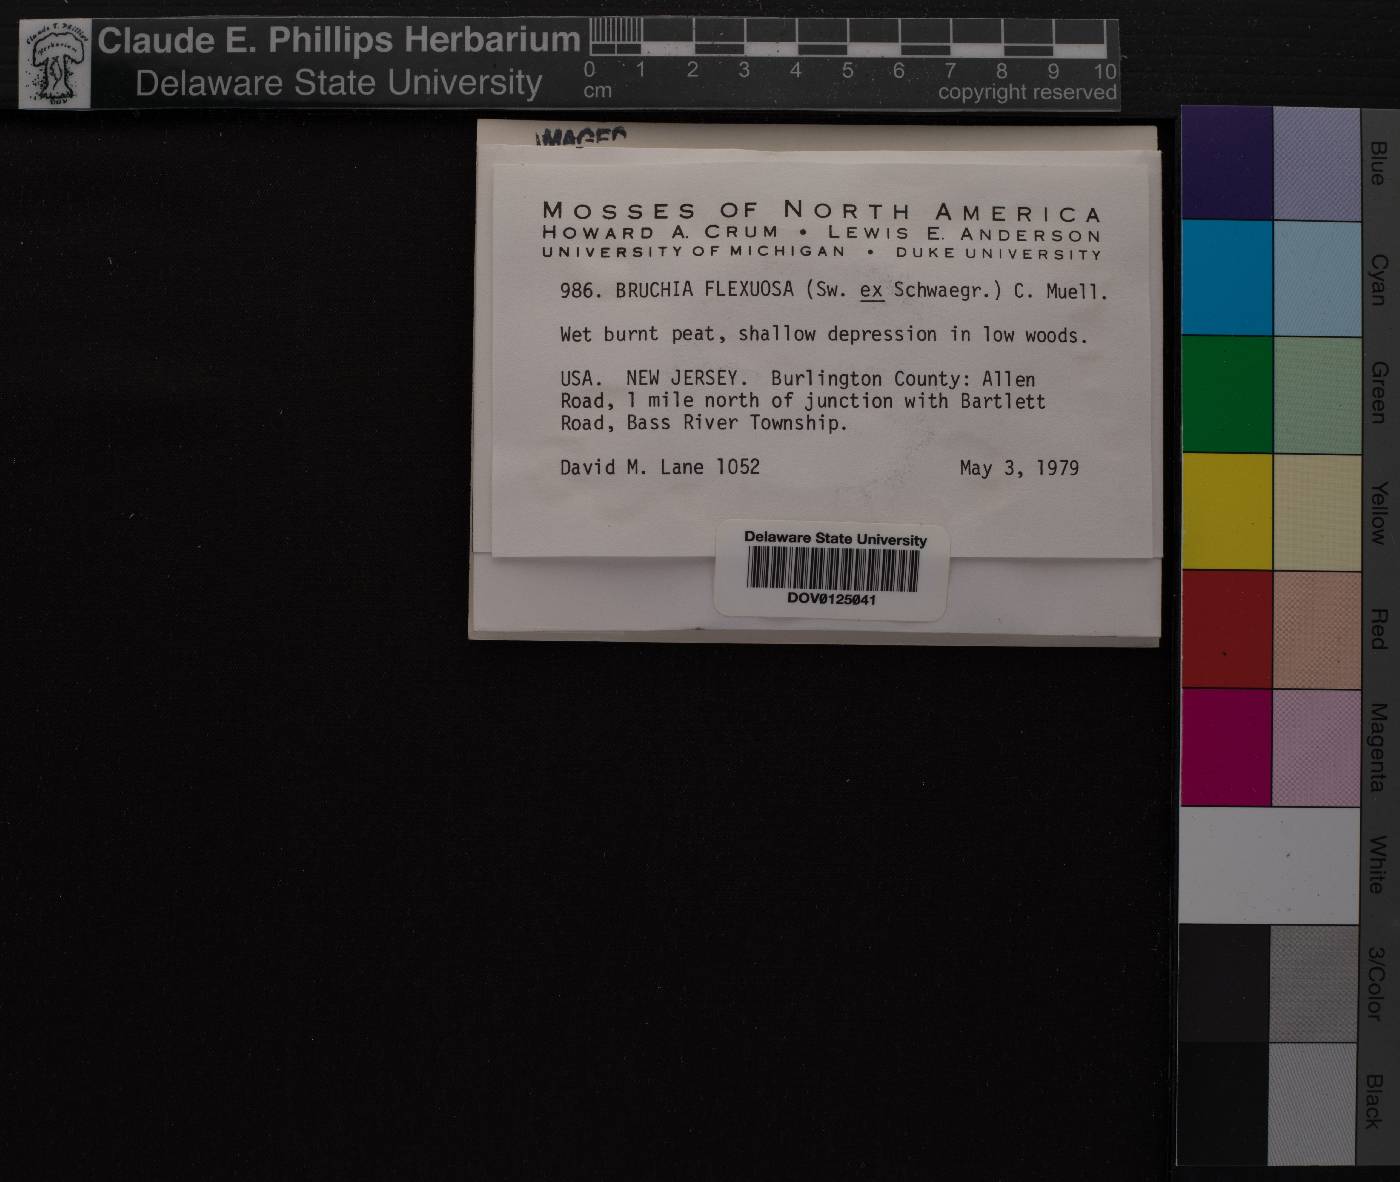 Claude E. Phillips Herbarium
Delaware State University
0 1 2 3 4 5 6 7 8 9 10
cm
copyright reserved
IMAGED
MOSSES OF NORTH AMERICA
HOWARD A. CRUM • LEWIS E. ANDERSON
UNIVERSITY OF MICHIGAN • DUKE UNIVERSITY
986. BRUCHIA FLEXUOSA (Sw. ex Schwaegr.) C. Muell.
Wet burnt peat, shallow depression in low woods.
USA. NEW JERSEY. Burlington County: Allen
Road, 1 mile north of junction with Bartlett
Road, Bass River Township.
David M. Lane 1052 May 3, 1979
Delaware State University
DOV0125041
Blue
Cyan
Green
Yellow
Red
Magenta
White
3/Color
Black